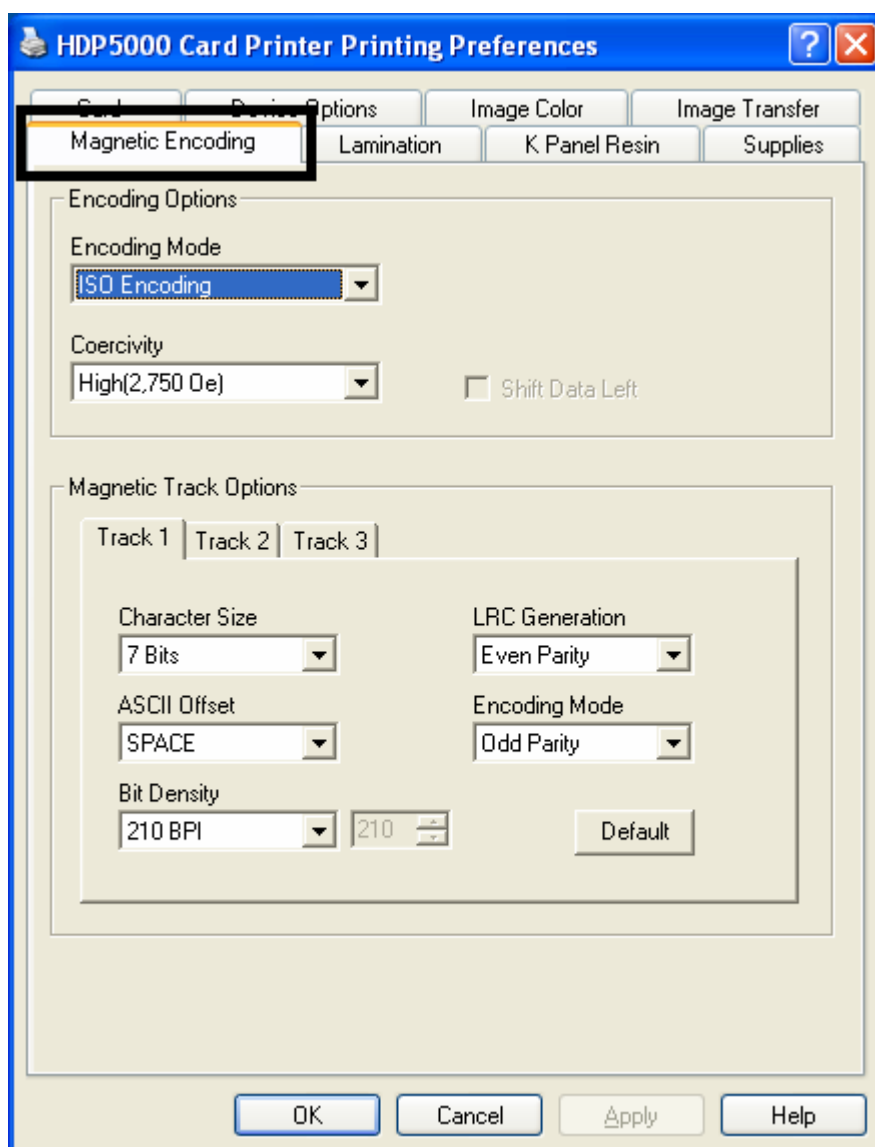 HDP5000 Card Printer Printing Preferences
Device Options Image Color Image Transfer
Magnetic Encoding Lamination K Panel Resin Supplies
Encoding Options
Encoding Mode
ISO Encoding
Coercivity
High(2,750 Oe)
Shift Data Left
Magnetic Track Options
Track 1 Track 2 Track 3
Character Size LRC Generation
7 Bits Even Parity
ASCII Offset Encoding Mode
SPACE Odd Parity
Bit Density
210 BPI 210 Default
OK Cancel Apply Help